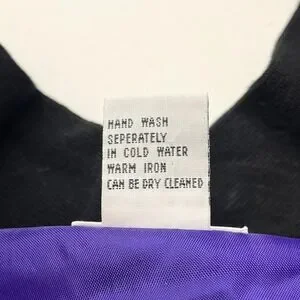 HAND WASH
SEPERATELY
IN COLD WATER
WARM IRON
CAN BE DRY CLEANED